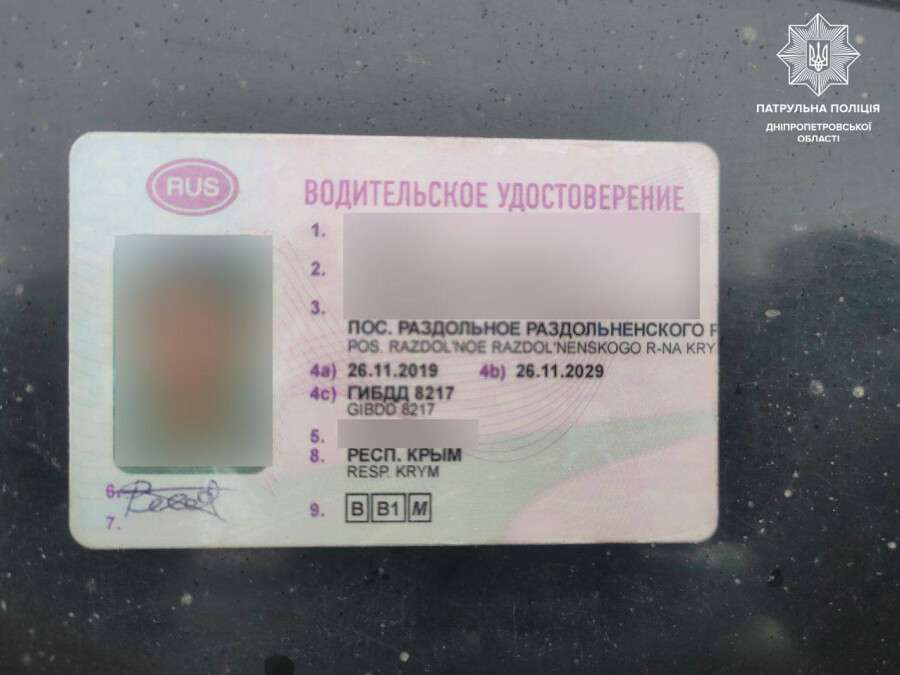 ПАТРУЛЬНА ПОЛІЦІЯ
ДНІПРОПЕТРОВСЬКОЇ
ОБЛАСТІ
RUS
ВОДИТЕЛЬСКОЕ УДОСТОВЕРЕНИЕ
1.
2.
3.
ПОС. РАЗДОЛЬНОЕ РАЗДОЛЬНЕНСКОГО Р
POS. RAZDOL'NOE RAZDOL'NENSKOGO R-NA KRY
4a) 26.11.2019 4b) 26.11.2029
4c) ГИБДД 8217
GIBDD 8217
5.
8. РЕСП. КРЫМ
RESP. KRYM
6.
7.
9. B B1 M